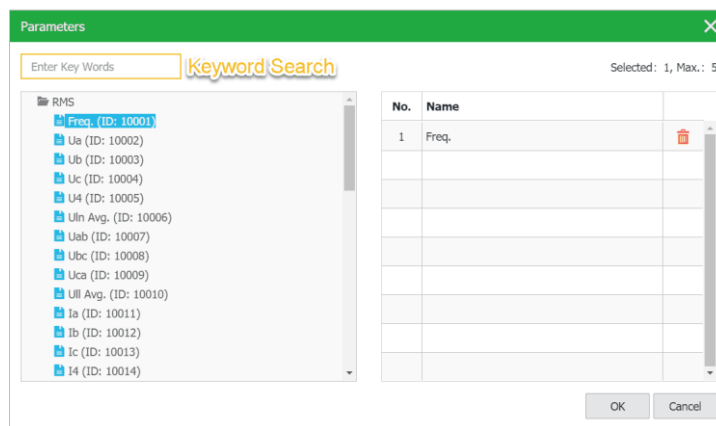 Parameters
Enter Key Words
Keyword Search
Selected: 1, Max.: 5
RMS
Freq. (ID: 10001)
Ua (ID: 10002)
Ub (ID: 10003)
Uc (ID: 10004)
U4 (ID: 10005)
Uln Avg. (ID: 10006)
Uab (ID: 10007)
Ubc (ID: 10008)
Uca (ID: 10009)
Ull Avg. (ID: 10010)
Ia (ID: 10011)
Ib (ID: 10012)
Ic (ID: 10013)
I4 (ID: 10014)
No. Name
1 Freq.
OK Cancel